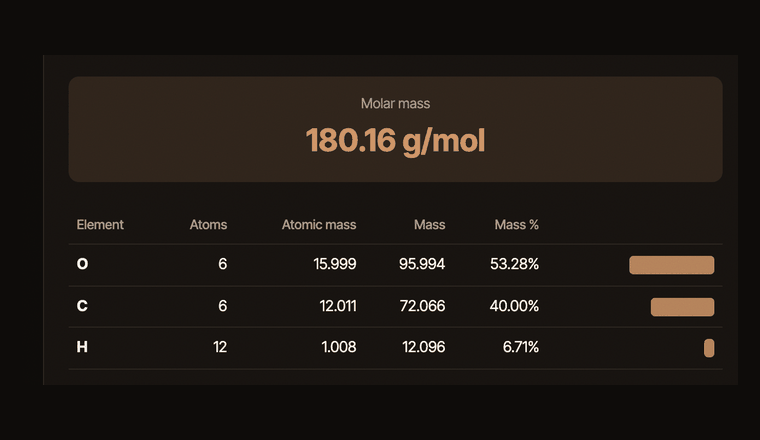 Molar mass
180.16 g/mol
Element Atoms Atomic mass Mass Mass %
O 6 15.999 95.994 53.28%
C 6 12.011 72.066 40.00%
H 12 1.008 12.096 6.71%